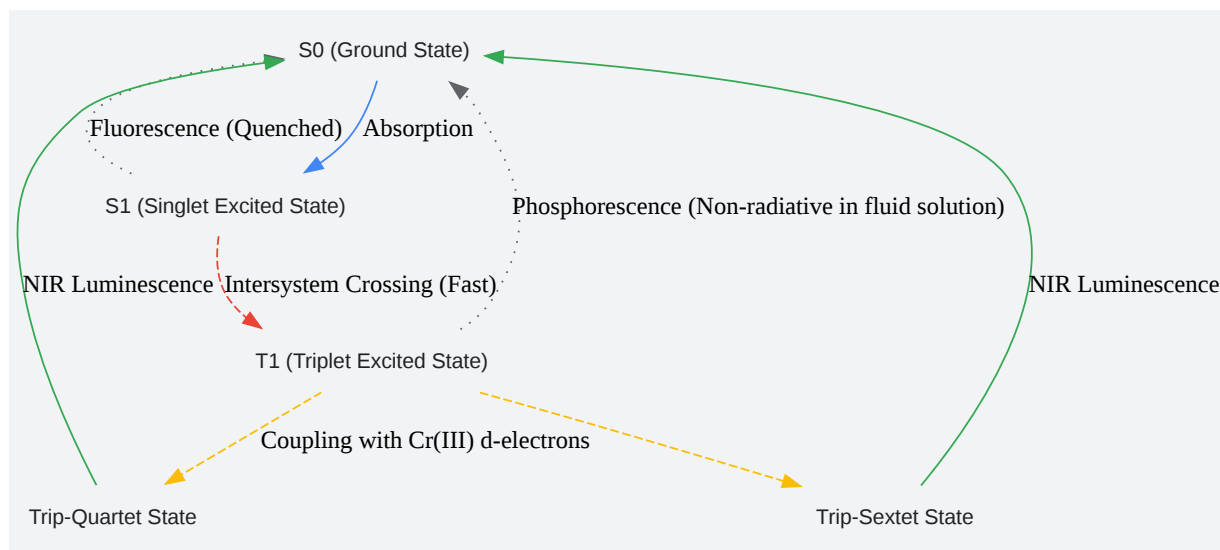 S0 (Ground State)
Fluorescence (Quenched)
Absorption
S1 (Singlet Excited State)
Phosphorescence (Non-radiative in fluid solution)
NIR Luminescence
Intersystem Crossing (Fast)
NIR Luminescence
T1 (Triplet Excited State)
Coupling with Cr(III) d-electrons
Trip-Quartet State
Trip-Sextet State